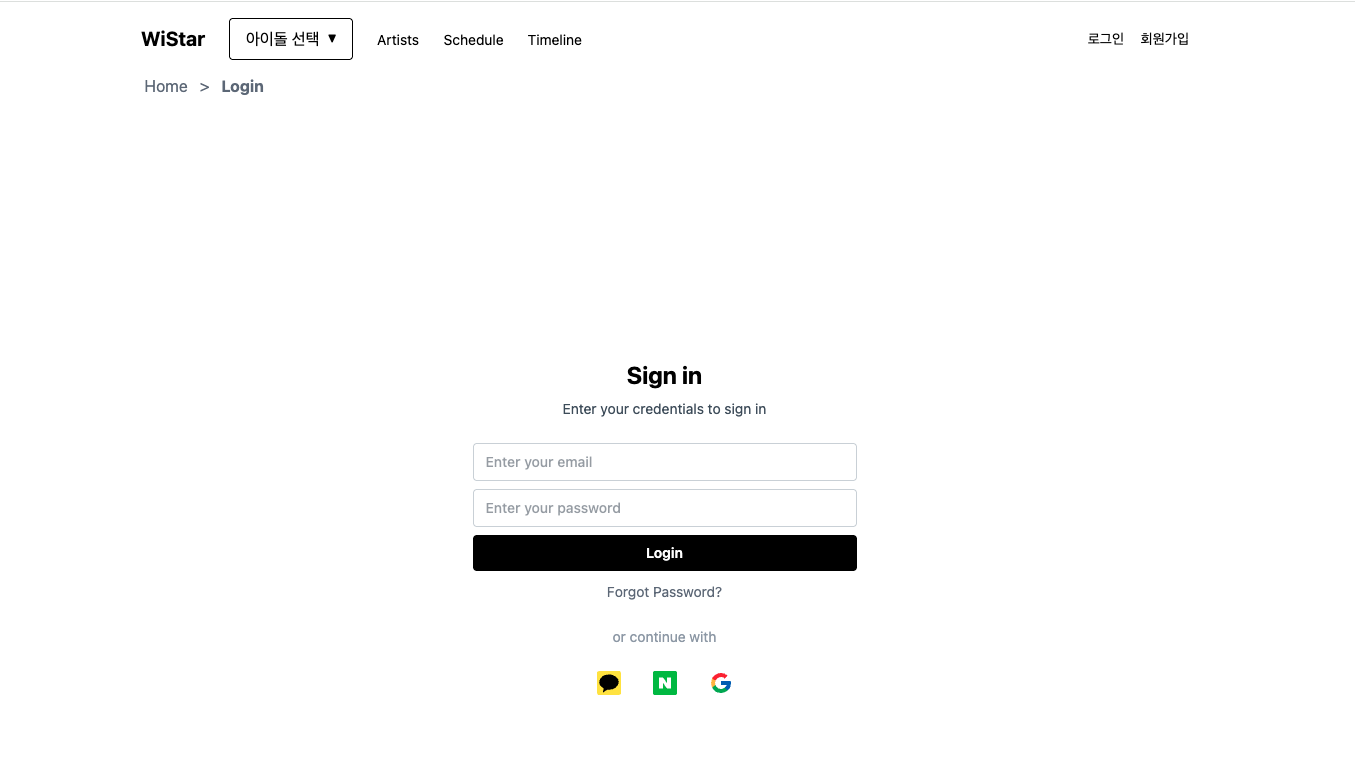 WiStar 아이돌 선택 ▼ Artists Schedule Timeline 로그인 회원가입
Home > Login
Sign in
Enter your credentials to sign in
Enter your email
Enter your password
Login
Forgot Password?
or continue with
N G